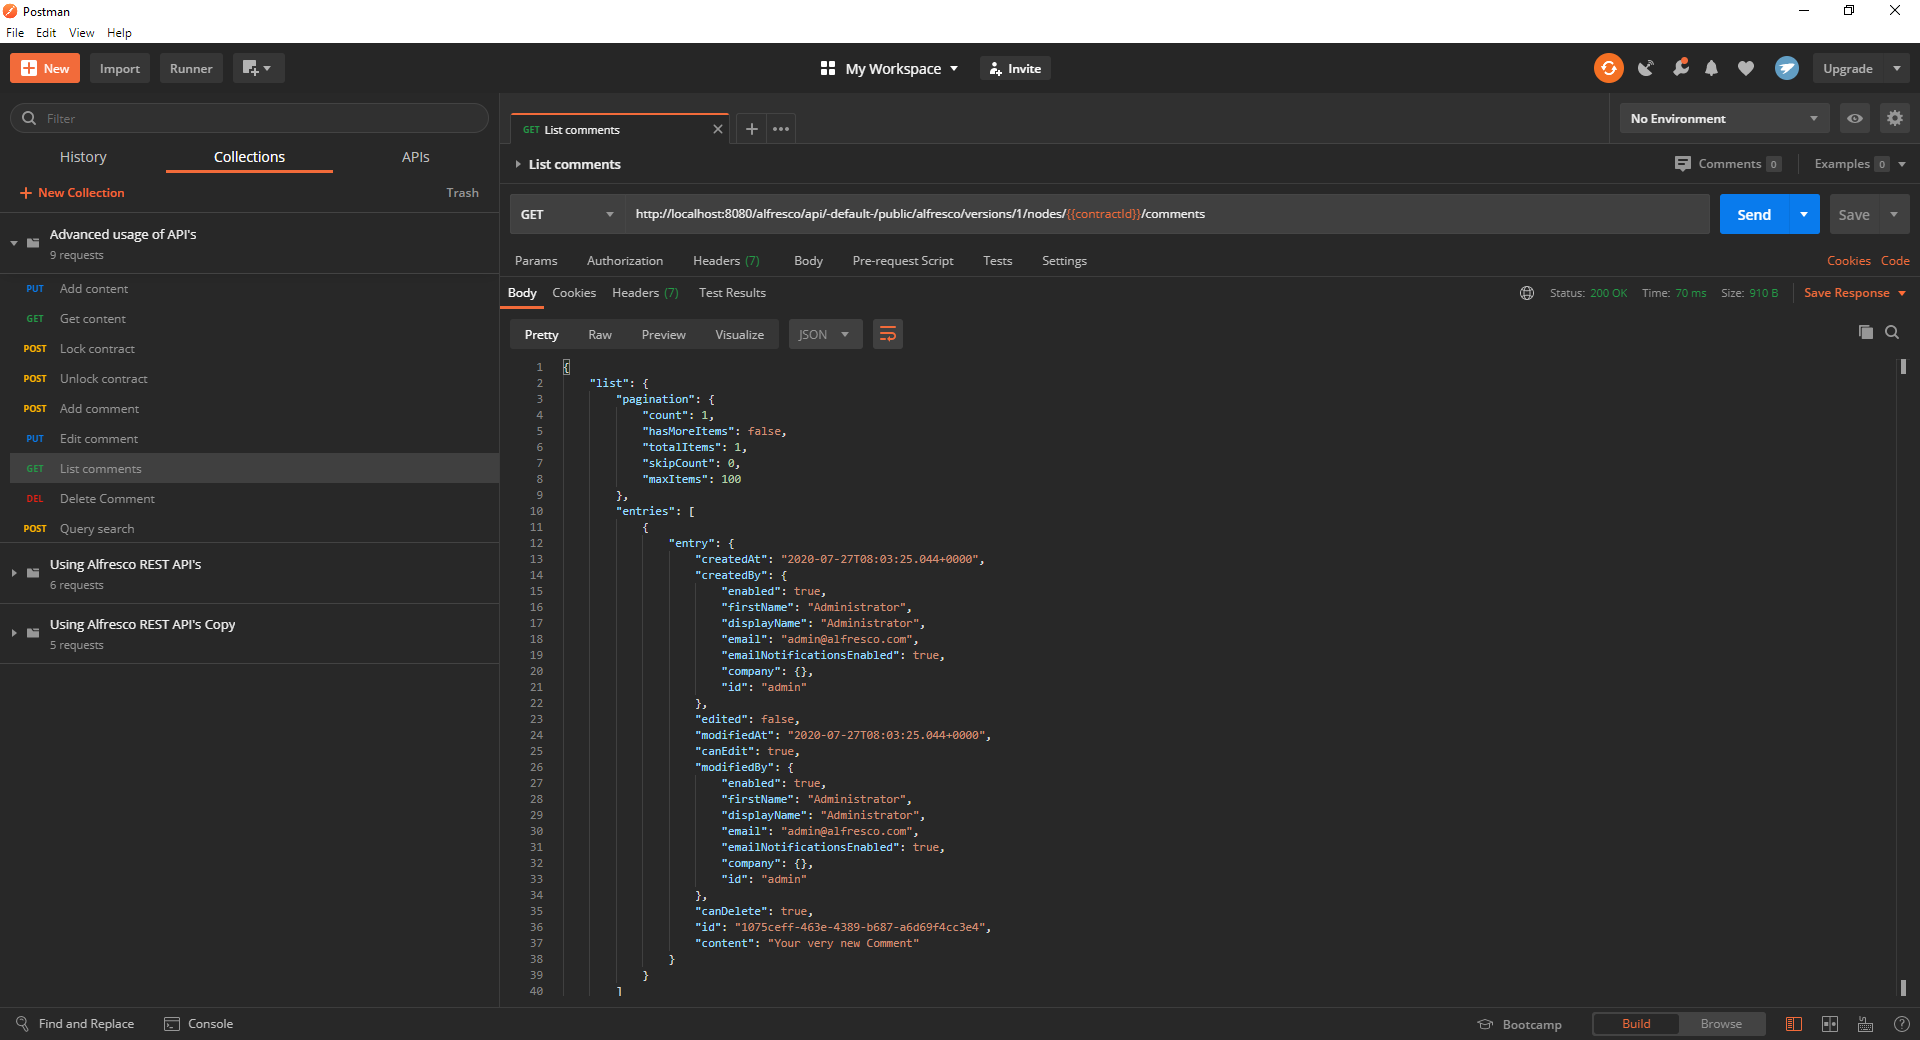 Postman
File Edit View Help
New Import Runner My Workspace Invite Upgrade
Filter
History Collections APIs
New Collection Trash
Advanced usage of API's
9 requests
PUT Add content
GET Get content
POST Lock contract
POST Unlock contract
POST Add comment
PUT Edit comment
GET List comments
DEL Delete Comment
POST Query search
Using Alfresco REST API's
6 requests
Using Alfresco REST API's Copy
5 requests
GET List comments
No Environment
List comments Comments 0 Examples 0
GET http://localhost:8080/alfresco/api/-default-/public/alfresco/versions/1/nodes/{{contractId}}/comments Send Save
Params Authorization Headers (7) Body Pre-request Script Tests Settings Cookies Code
Body Cookies Headers (7) Test Results Status: 200 OK Time: 70 ms Size: 910 B Save Response
Pretty Raw Preview Visualize JSON
1 {
2 "list": {
3 "pagination": {
4 "count": 1,
5 "hasMoreItems": false,
6 "totalItems": 1,
7 "skipCount": 0,
8 "maxItems": 100
9 },
10 "entries": [
11 {
12 "entry": {
13 "createdAt": "2020-07-27T08:03:25.044+0000",
14 "createdBy": {
15 "enabled": true,
16 "firstName": "Administrator",
17 "displayName": "Administrator",
18 "email": "admin@alfresco.com",
19 "emailNotificationsEnabled": true,
20 "company": {},
21 "id": "admin"
22 },
23 "edited": false,
24 "modifiedAt": "2020-07-27T08:03:25.044+0000",
25 "canEdit": true,
26 "modifiedBy": {
27 "enabled": true,
28 "firstName": "Administrator",
29 "displayName": "Administrator",
30 "email": "admin@alfresco.com",
31 "emailNotificationsEnabled": true,
32 "company": {},
33 "id": "admin"
34 },
35 "canDelete": true,
36 "id": "1075ceff-463e-4389-b687-a6d69f4cc3e4",
37 "content": "Your very new Comment"
38 }
39 }
40 ]
Find and Replace Console Bootcamp Build Browse